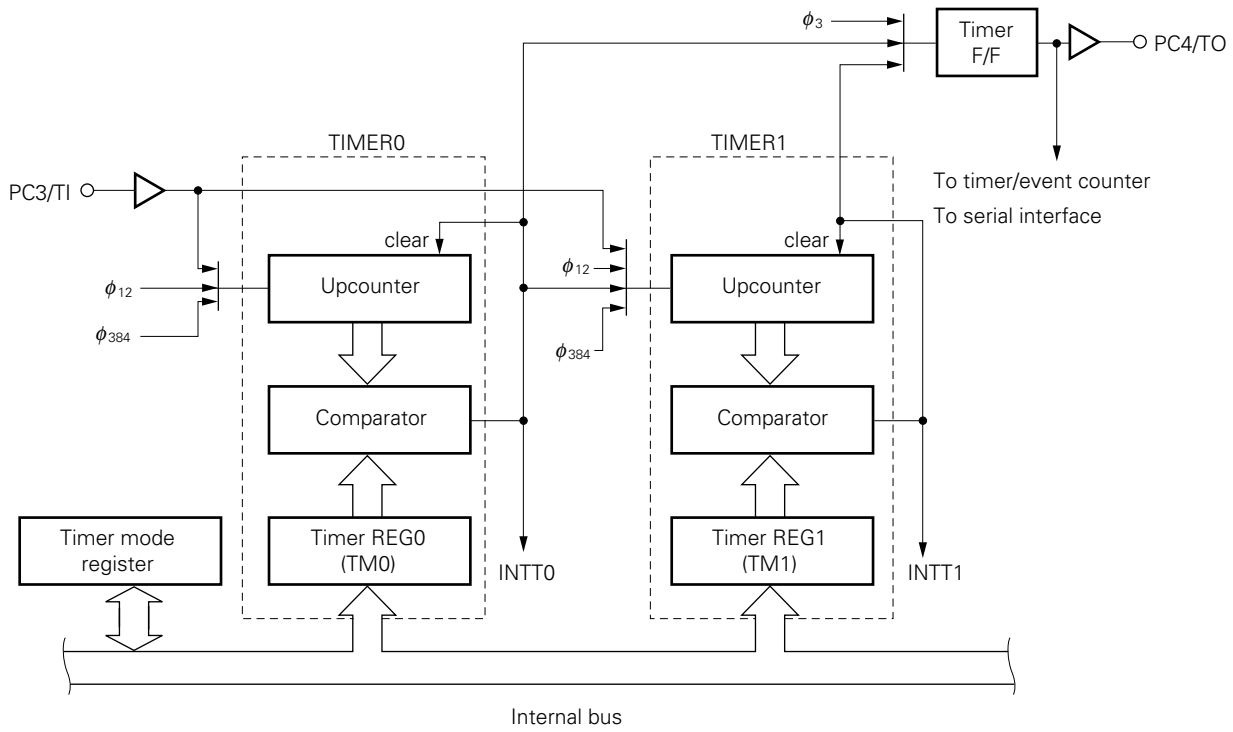 ϕ3
Timer
F/F
PC4/TO
TIMER0
TIMER1
PC3/TI
To timer/event counter
To serial interface
clear
clear
ϕ12
Upcounter
ϕ12
Upcounter
ϕ384
ϕ384
Comparator
Comparator
Timer mode
register
Timer REG0
(TM0)
Timer REG1
(TM1)
INTT0
INTT1
Internal bus